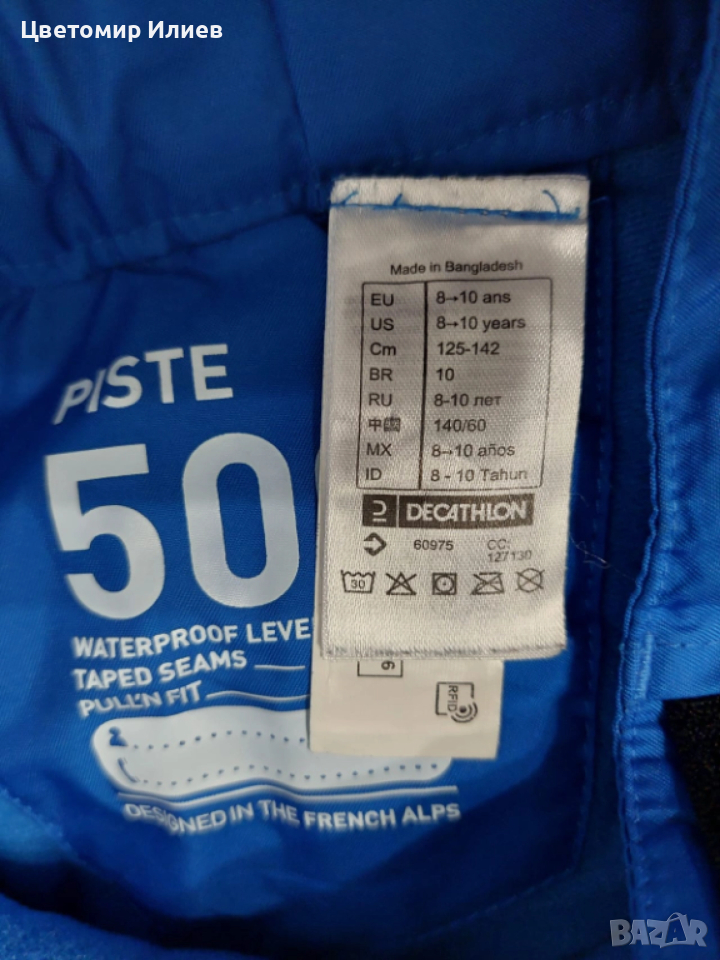 Цветомир Илиев
Made in Bangladesh
EU 8→10 ans
US 8→10 years
Cm 125-142
BR 10
RU 8-10 лет
中国 140/60
MX 8→10 años
ID 8 - 10 Tahun
DECATHLON
60975 CC:
127130
30
PISTE
50
WATERPROOF LEVE
TAPED SEAMS
PULL'N FIT
RFID
DESIGNED IN THE FRENCH ALPS
BAZAR